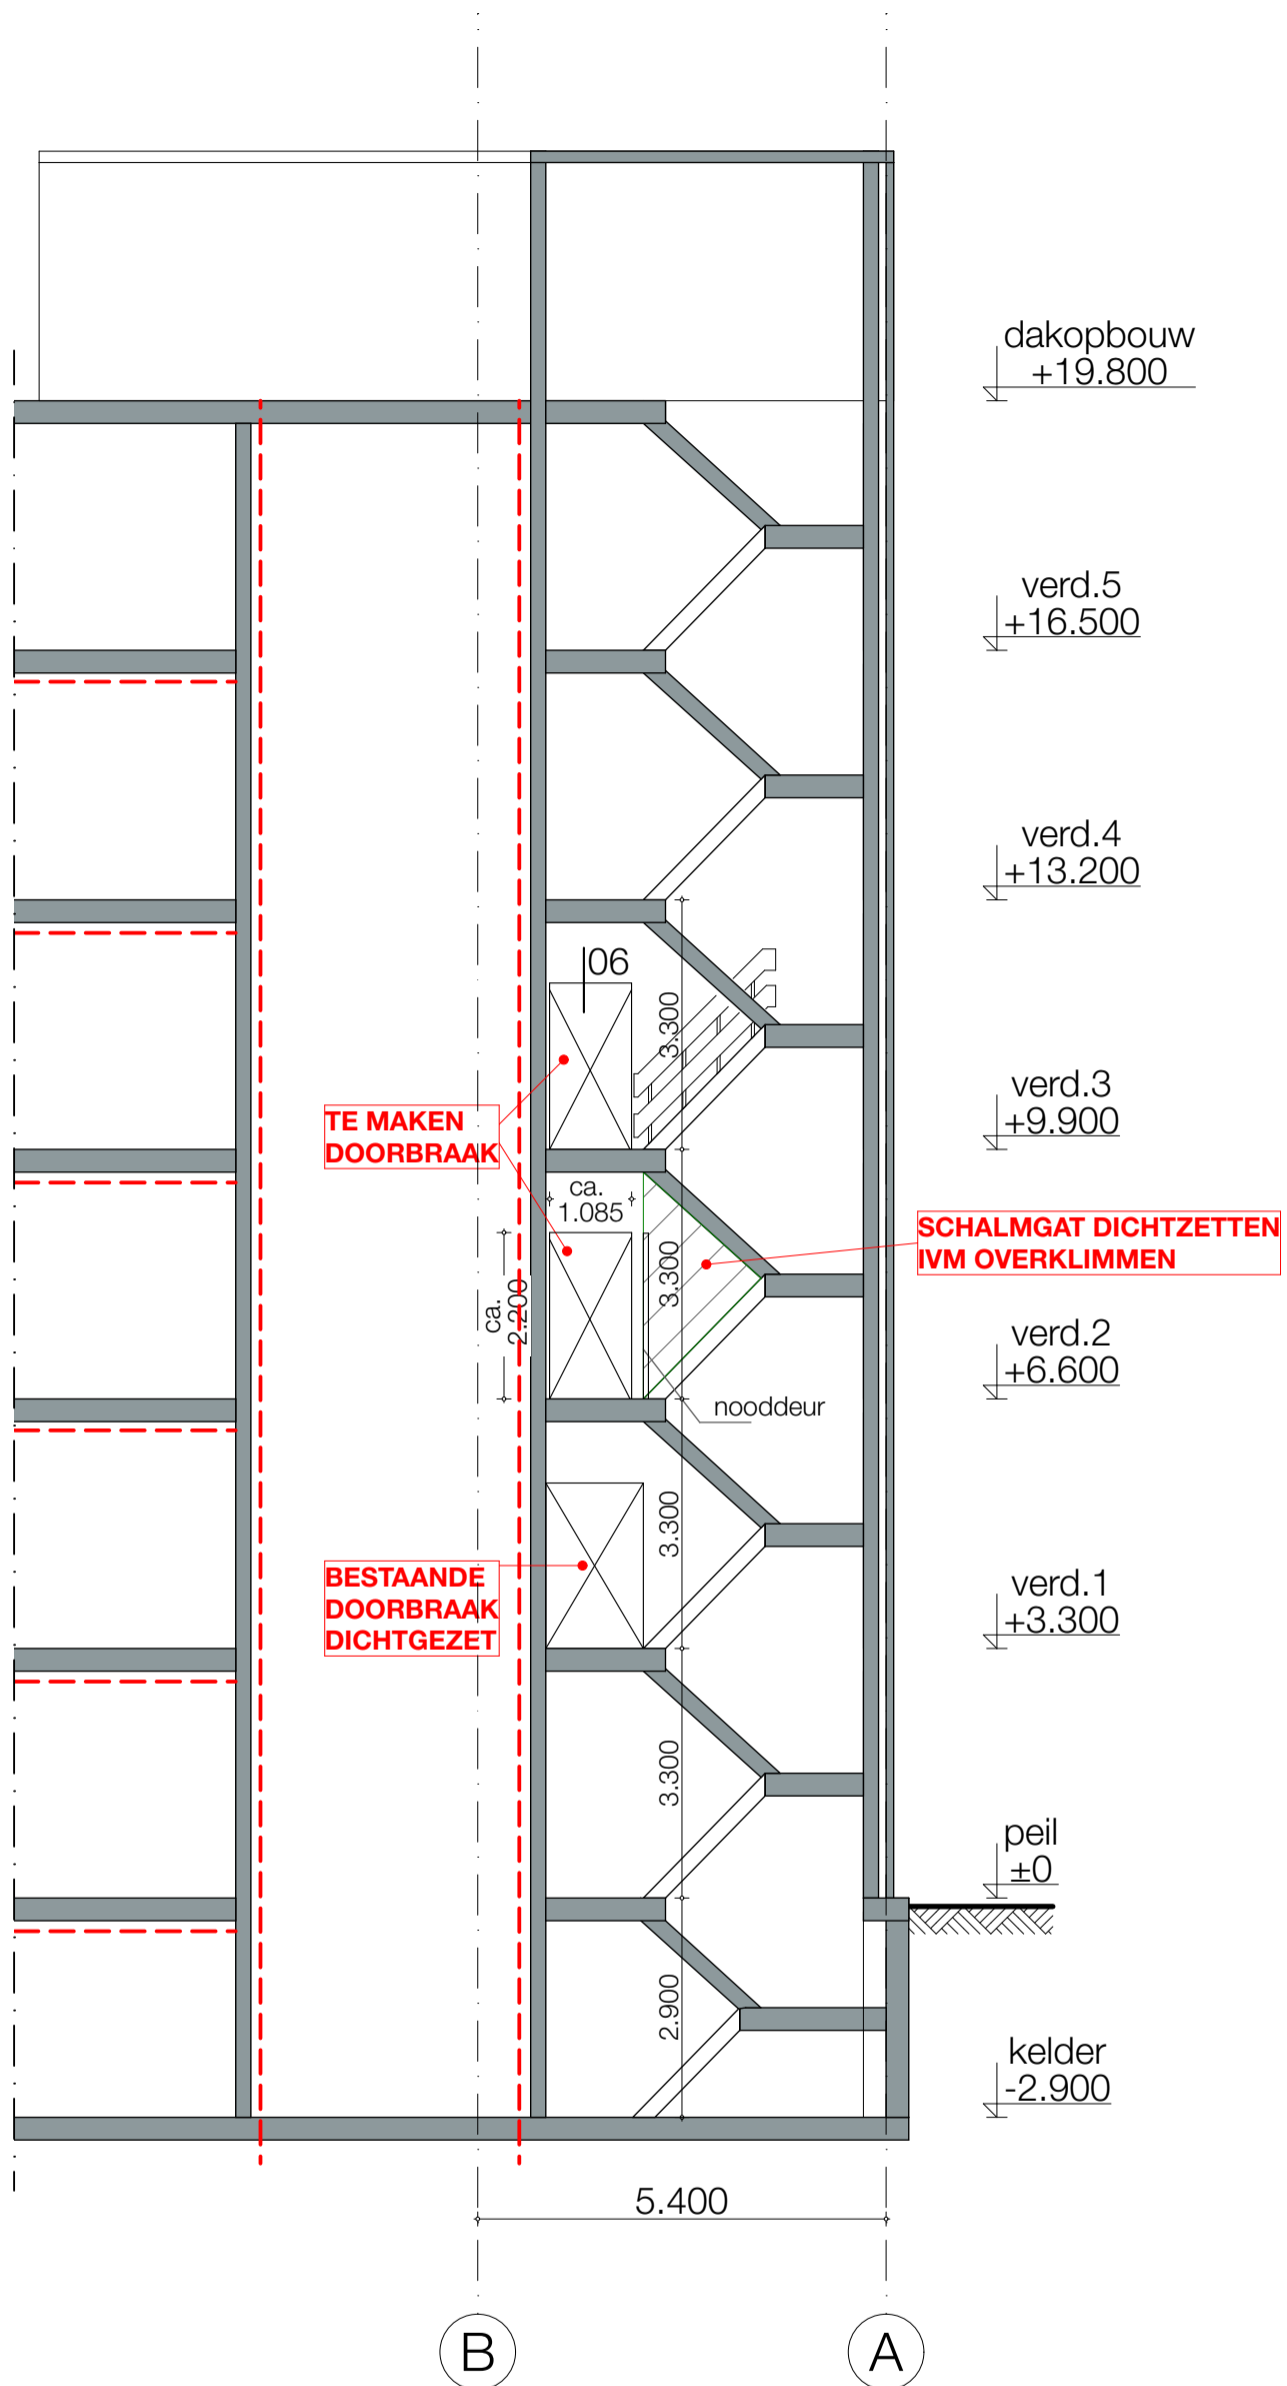 dakopbouw
+19.800
verd.5
+16.500
verd.4
+13.200
06
3.300
verd.3
+9.900
TE MAKEN
DOORBRAAK
ca.
1.085
SCHALMGAT DICHTZETTEN
IVM OVERKLIMMEN
3.300
ca.
2.200
verd.2
+6.600
nooddeur
3.300
BESTAANDE
DOORBRAAK
DICHTGEZET
verd.1
+3.300
3.300
peil
±0
2.900
kelder
-2.900
5.400
B
A